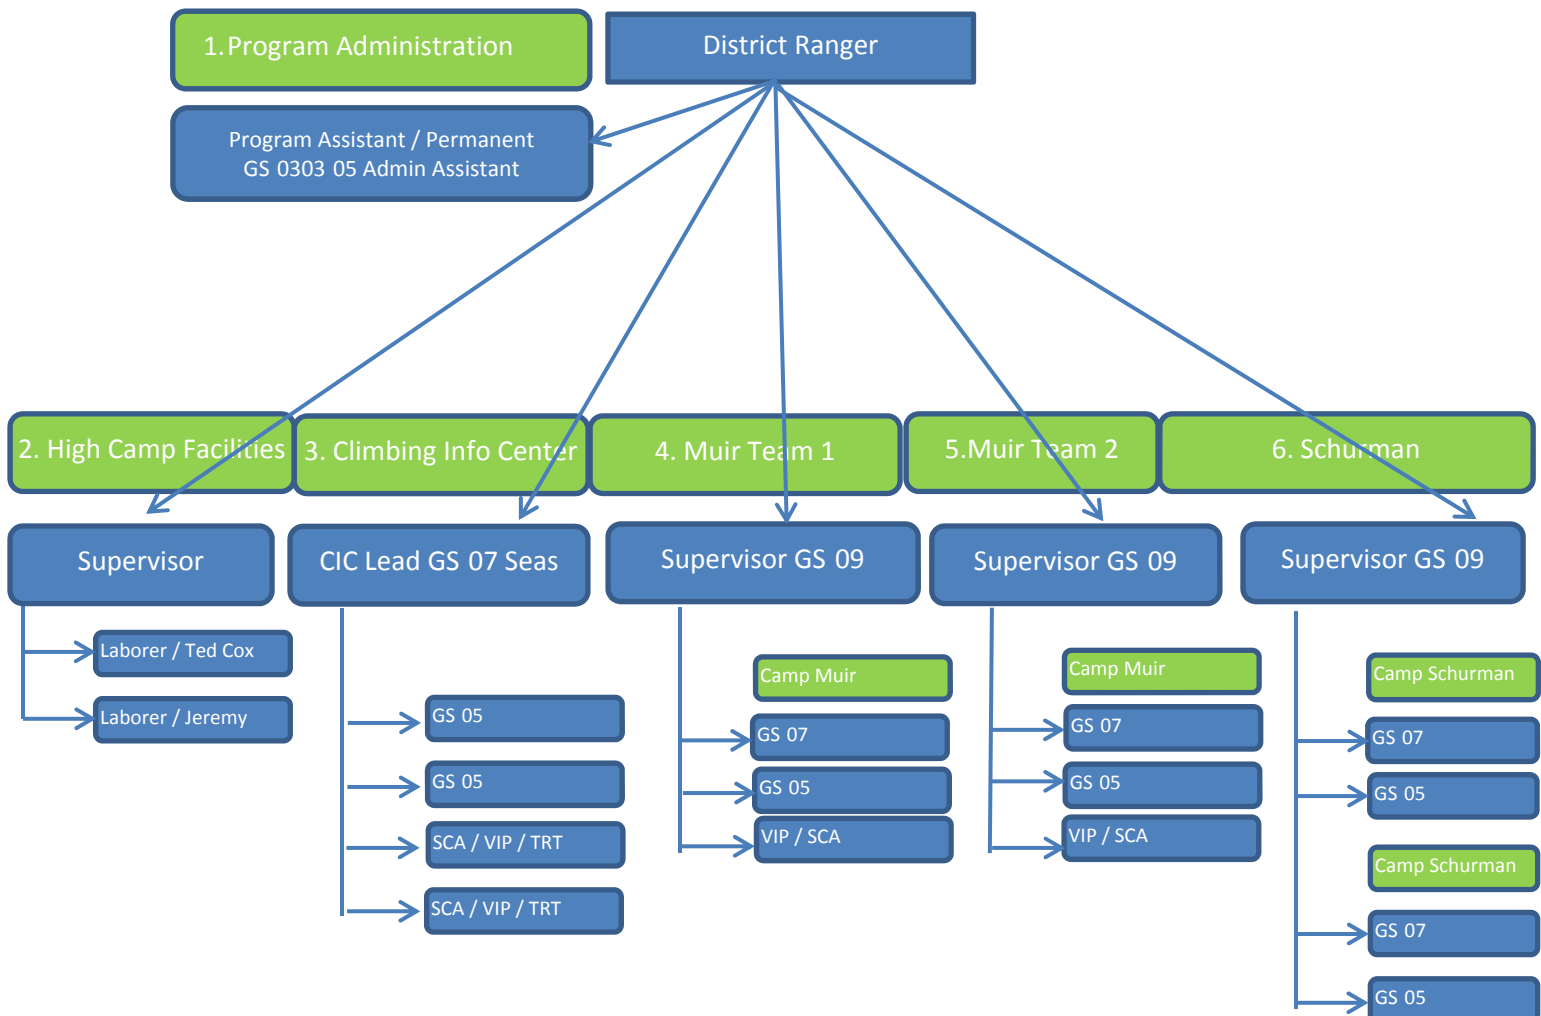 1.Program Administration
District Ranger
Program Assistant / Permanent
GS 0303 05 Admin Assistant
2. High Camp Facilities
3. Climbing Info Center
4. Muir Team 1
5.Muir Team 2
6. Schurman
Supervisor
CIC Lead GS 07 Seas
Supervisor GS 09
Supervisor GS 09
Supervisor GS 09
Laborer / Ted Cox
Laborer / Jeremy
GS 05
GS 05
SCA / VIP / TRT
SCA / VIP / TRT
Camp Muir
GS 07
GS 05
VIP / SCA
Camp Muir
GS 07
GS 05
VIP / SCA
Camp Schurman
GS 07
GS 05
Camp Schurman
GS 07
GS 05